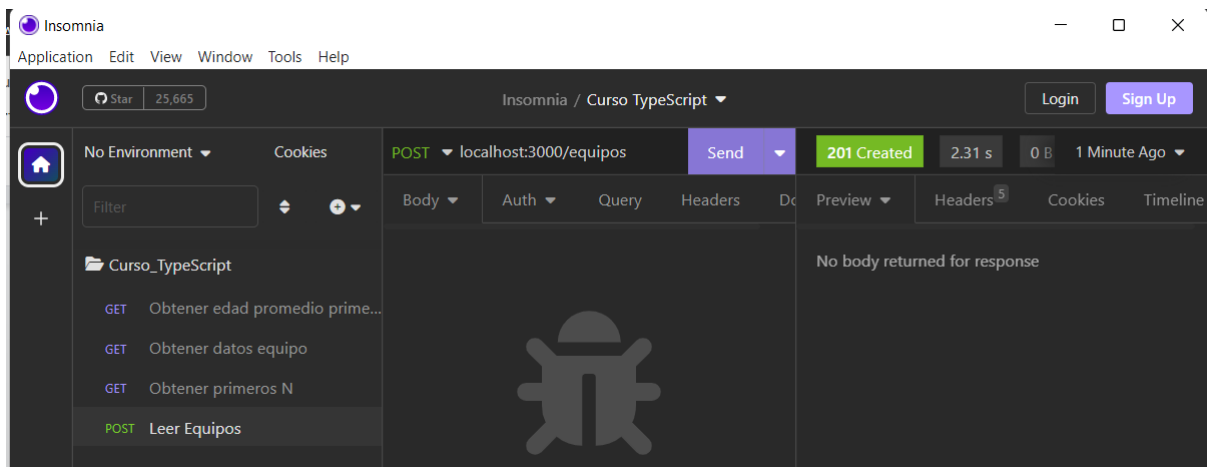 Insomnia
Application Edit View Window Tools Help
Star 25,665
Insomnia / Curso TypeScript
Login
Sign Up
No Environment
Cookies
POST localhost:3000/equipos
Send
201 Created
2.31 s
0 B
1 Minute Ago
Filter
Body
Auth
Query
Headers
Preview
Headers 5
Cookies
Timeline
Curso_TypeScript
No body returned for response
GET Obtener edad promedio prime...
GET Obtener datos equipo
GET Obtener primeros N
POST Leer Equipos